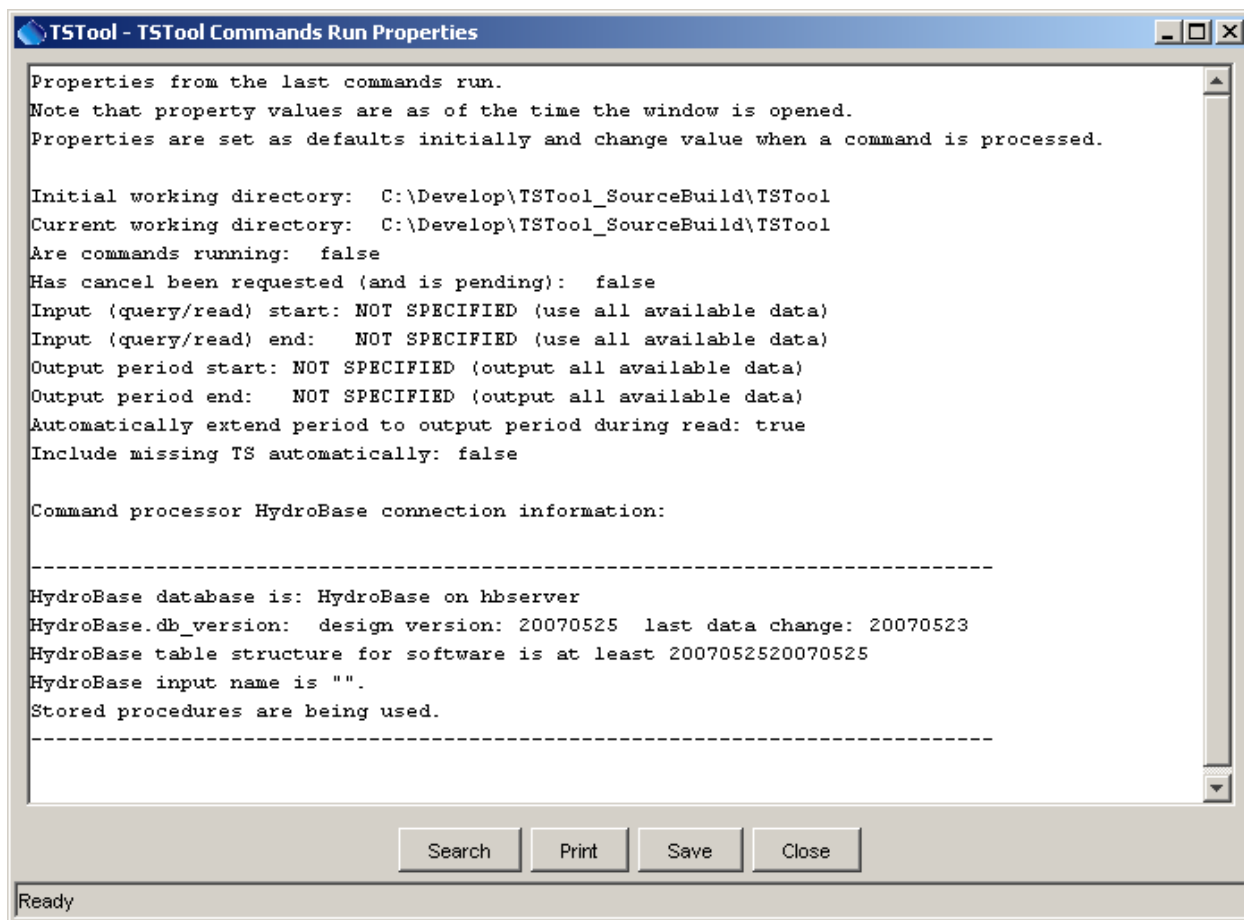 TSTool - TSTool Commands Run Properties
Properties from the last commands run.
Note that property values are as of the time the window is opened.
Properties are set as defaults initially and change value when a command is processed.
Initial working directory:  C:\Develop\TSTool_SourceBuild\TSTool
Current working directory:  C:\Develop\TSTool_SourceBuild\TSTool
Are commands running:  false
Has cancel been requested (and is pending):  false
Input (query/read) start: NOT SPECIFIED (use all available data)
Input (query/read) end:   NOT SPECIFIED (use all available data)
Output period start: NOT SPECIFIED (output all available data)
Output period end:   NOT SPECIFIED (output all available data)
Automatically extend period to output period during read: true
Include missing TS automatically: false
Command processor HydroBase connection information:
-----------------------------------------------------------------------------
HydroBase database is: HydroBase on hbserver
HydroBase.db_version:  design version: 20070525  last data change: 20070523
HydroBase table structure for software is at least 2007052520070525
HydroBase input name is "".
Stored procedures are being used.
-----------------------------------------------------------------------------
Search Print Save Close
Ready